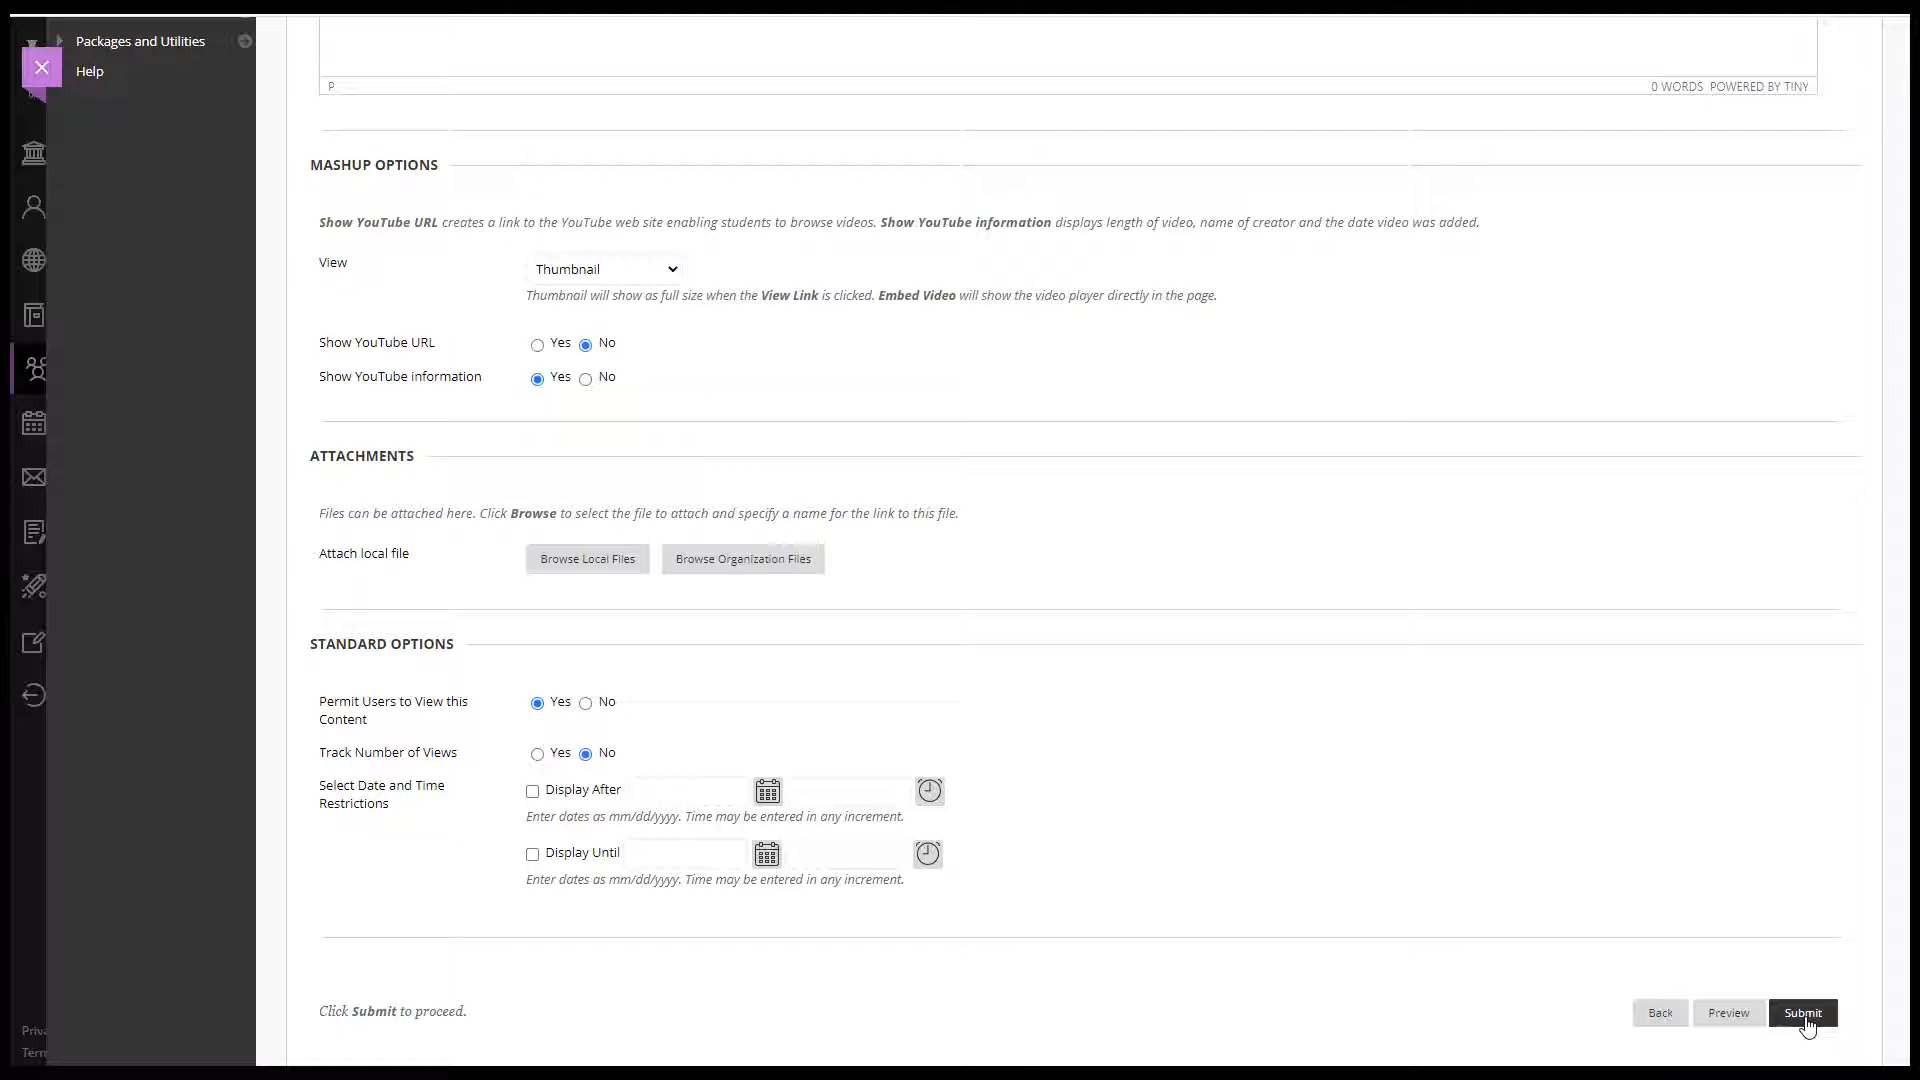 Packages and Utilities
Help
P
0 WORDS POWERED BY TINY
MASHUP OPTIONS
Show YouTube URL creates a link to the YouTube web site enabling students to browse videos. Show YouTube information displays length of video, name of creator and the date video was added.
View
Thumbnail
Thumbnail will show as full size when the View Link is clicked. Embed Video will show the video player directly in the page.
Show YouTube URL
Yes No
Show YouTube information
Yes No
ATTACHMENTS
Files can be attached here. Click Browse to select the file to attach and specify a name for the link to this file.
Attach local file
Browse Local Files Browse Organization Files
STANDARD OPTIONS
Permit Users to View this
Content
Yes No
Track Number of Views
Yes No
Select Date and Time
Restrictions
Display After
Enter dates as mm/dd/yyyy. Time may be entered in any increment.
Display Until
Enter dates as mm/dd/yyyy. Time may be entered in any increment.
Click Submit to proceed.
Back Preview Submit
Priva
Term